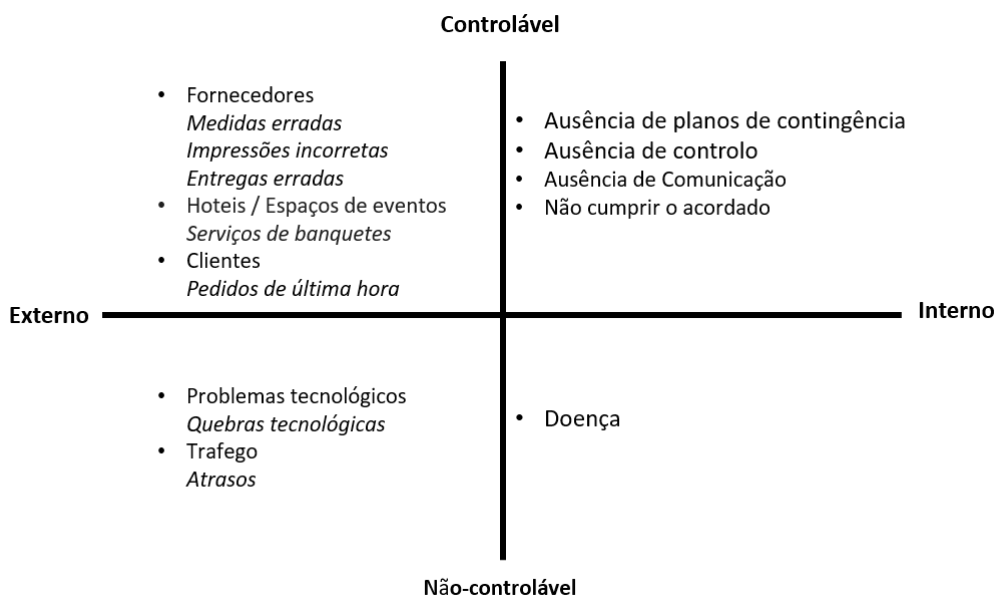 Controlável
• Fornecedores
Medidas erradas
Impressões incorretas
Entregas erradas
• Hoteis / Espaços de eventos
Serviços de banquetes
• Clientes
Pedidos de última hora
• Ausência de planos de contingência
• Ausência de controlo
• Ausência de Comunicação
• Não cumprir o acordado
Externo
Interno
• Problemas tecnológicos
Quebras tecnológicas
• Trafego
Atrasos
• Doença
Não-controlável